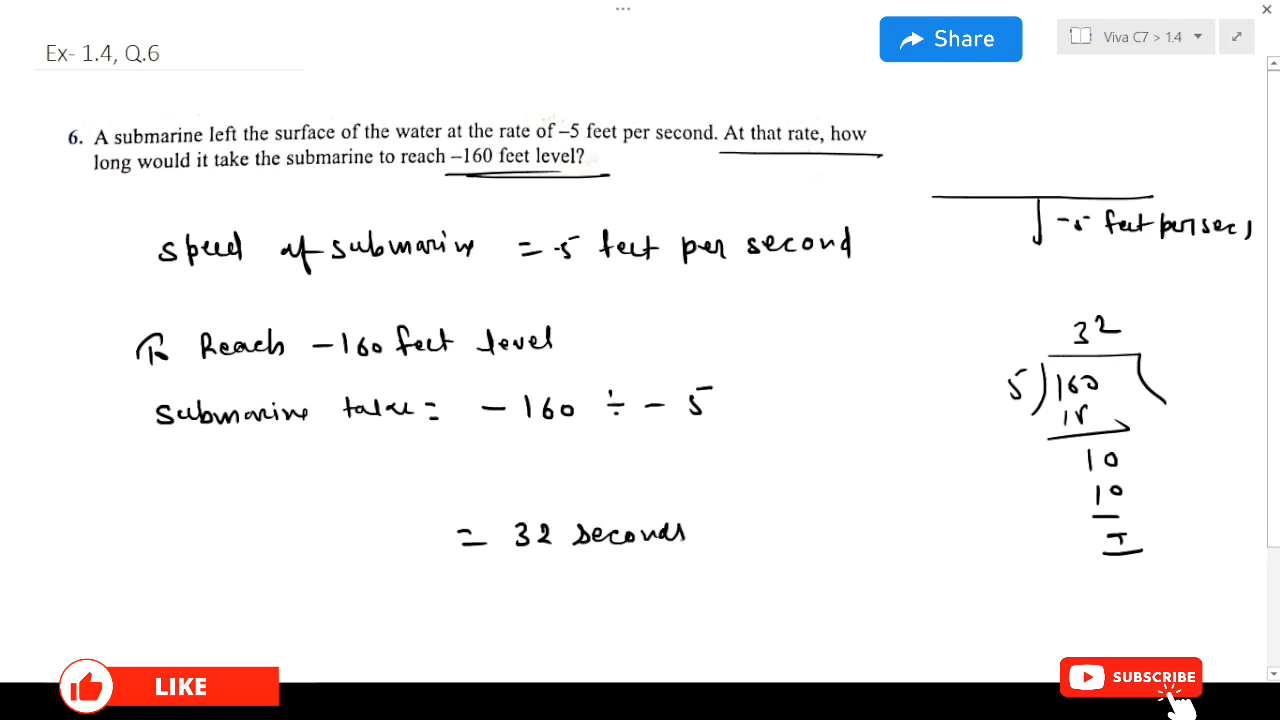 Ex- 1.4, Q.6
Share
Viva C7 > 1.4
6. A submarine left the surface of the water at the rate of –5 feet per second. At that rate, how
long would it take the submarine to reach –160 feet level?
-5 feet per sec
speed of submarine = -5 feet per second
To Reach -160 feet level
submarine take = -160 ÷ -5
= 32 seconds
32
5)160
15
10
10
LIKE
SUBSCRIBE